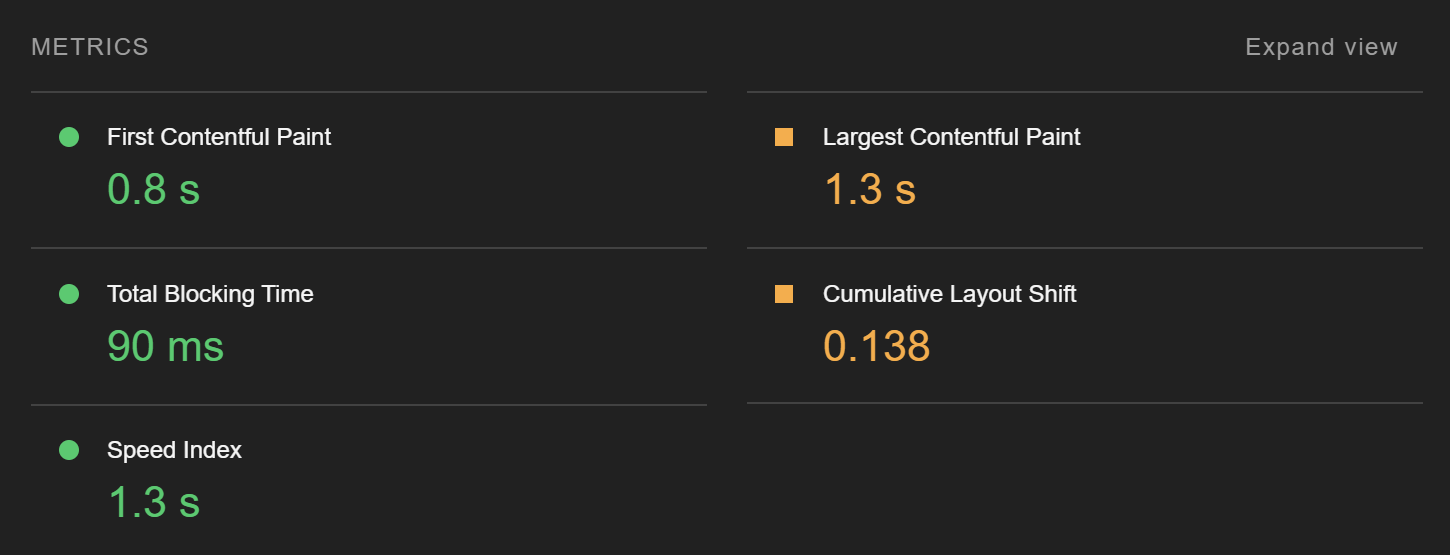 METRICS
Expand view
First Contentful Paint
0.8 s
Largest Contentful Paint
1.3 s
Total Blocking Time
90 ms
Cumulative Layout Shift
0.138
Speed Index
1.3 s